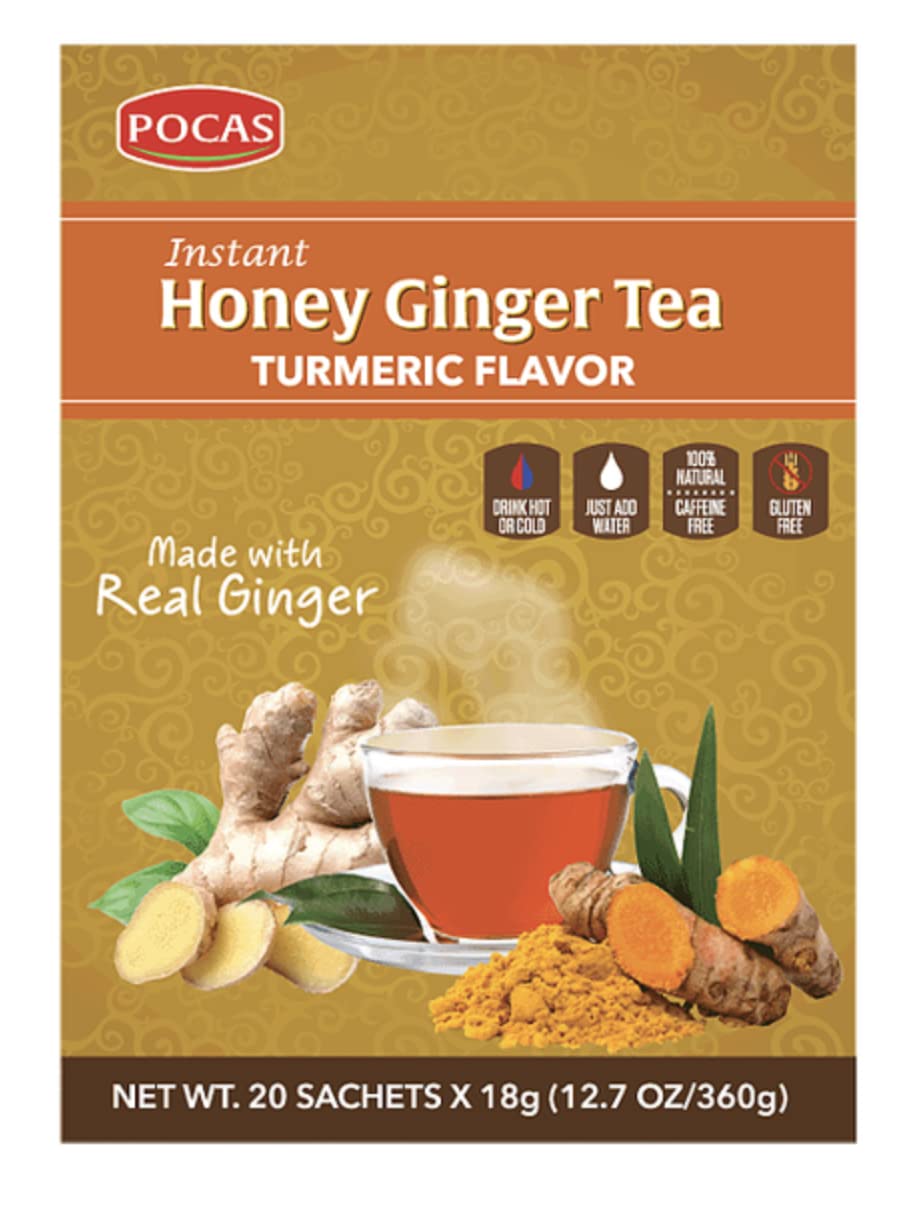 POCAS
Instant
Honey Ginger Tea
TURMERIC FLAVOR
DRINK HOT
OR COLD
JUST ADD
WATER
100%
NATURAL
CAFFEINE
FREE
GLUTEN
FREE
Made with
Real Ginger
NET WT. 20 SACHETS X 18g (12.7 OZ/360g)